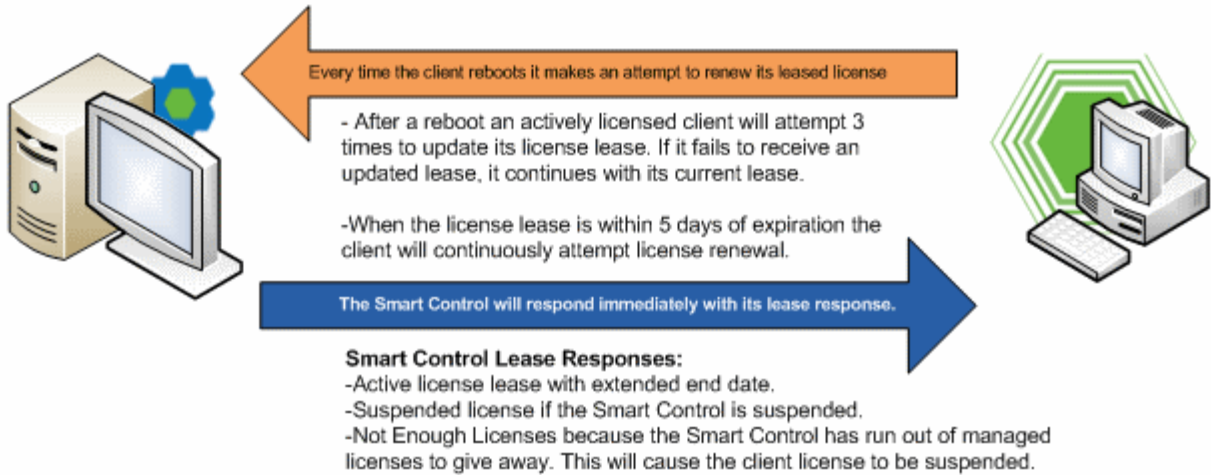 Every time the client reboots it makes an attempt to renew its leased license
- After a reboot an actively licensed client will attempt 3
times to update its license lease. If it fails to receive an
updated lease, it continues with its current lease.
-When the license lease is within 5 days of expiration the
client will continuously attempt license renewal.
The Smart Control will respond immediately with its lease response.
Smart Control Lease Responses:
-Active license lease with extended end date.
-Suspended license if the Smart Control is suspended.
-Not Enough Licenses because the Smart Control has run out of managed
licenses to give away. This will cause the client license to be suspended.